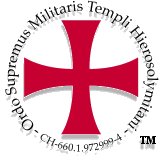 - Ordo Supremus Militaris Templi Hierosolymitani -
CH-660.1.972999-4
TM